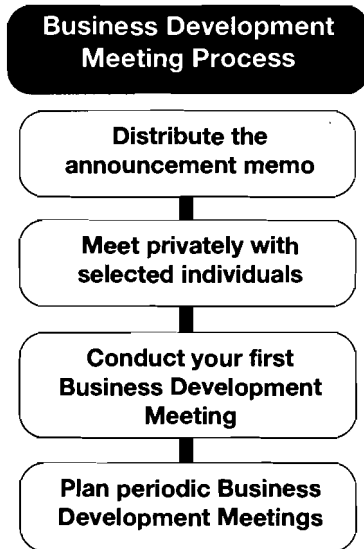 Business Development
Meeting Process
Distribute the
announcement memo
Meet privately with
selected individuals
Conduct your first
Business Development
Meeting
Plan periodic Business
Development Meetings